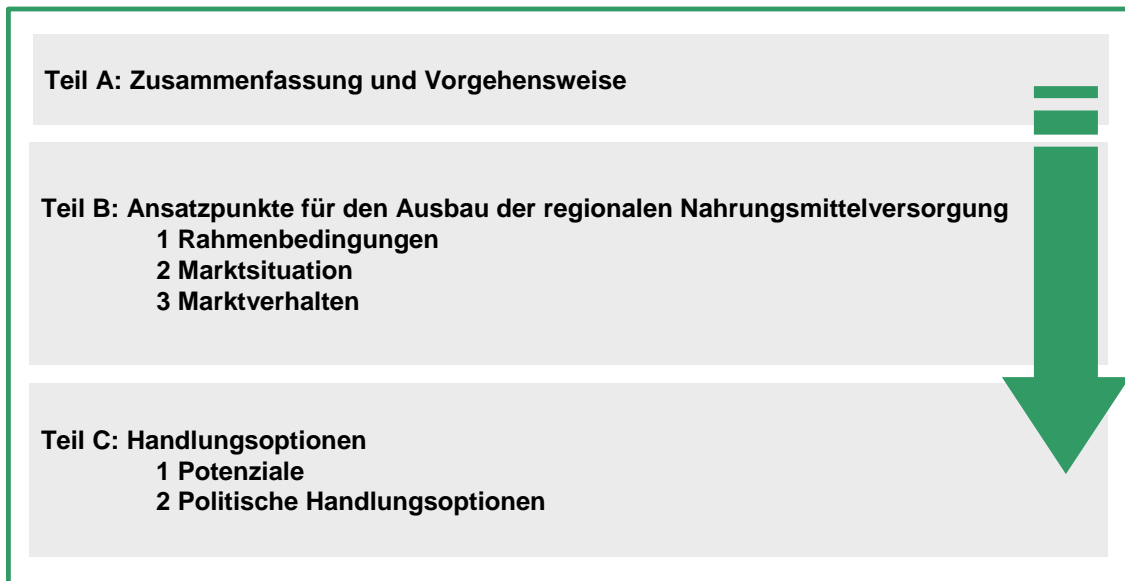 Teil A: Zusammenfassung und Vorgehensweise
Teil B: Ansatzpunkte für den Ausbau der regionalen Nahrungsmittelversorgung
1 Rahmenbedingungen
2 Marktsituation
3 Marktverhalten
Teil C: Handlungsoptionen
1 Potenziale
2 Politische Handlungsoptionen